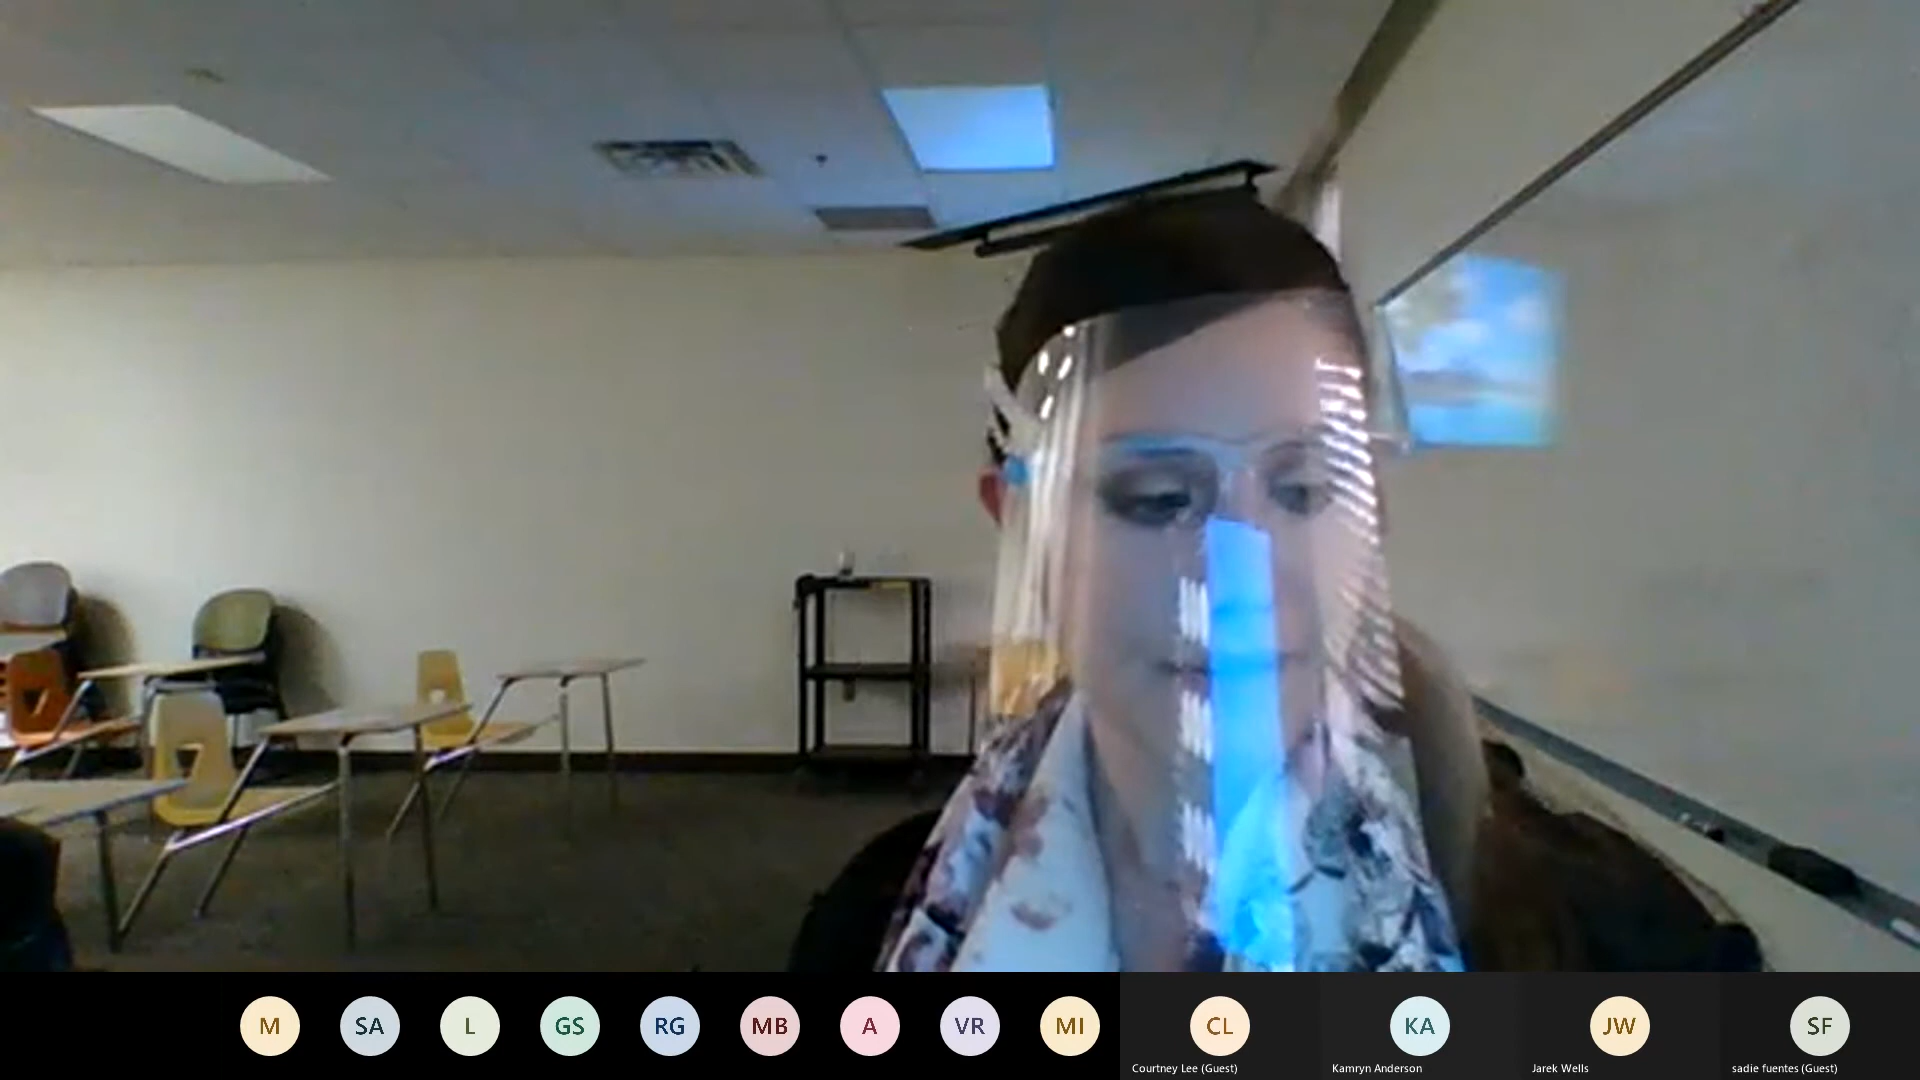 M SA L GS RG MB A VR MI CL KA JW SF
Courtney Lee (Guest) Kamryn Anderson Jarek Wells sadie fuentes (Guest)